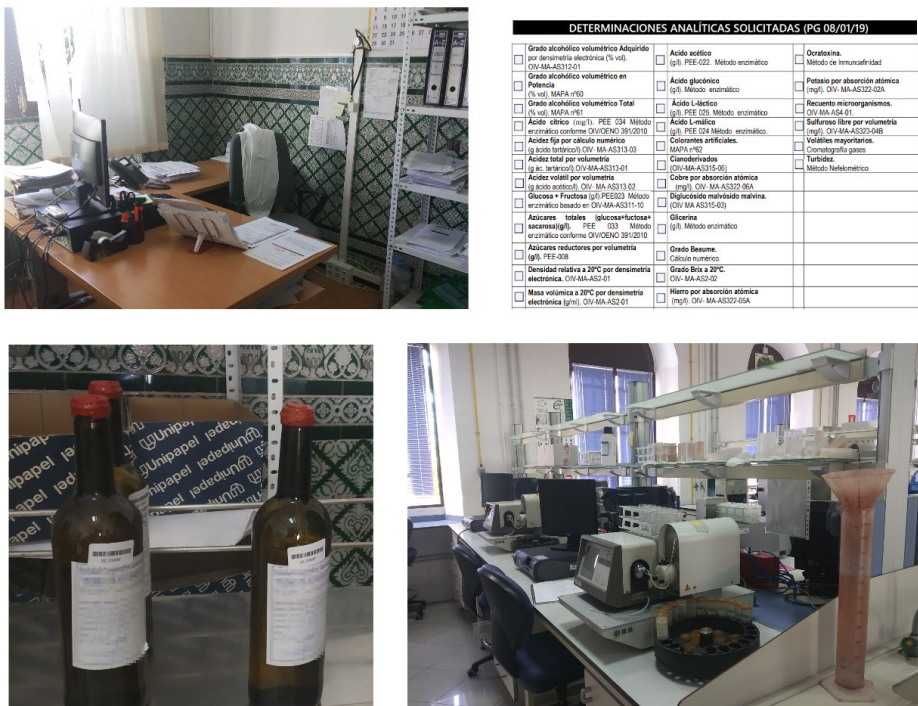 A-Z
A-Z
DETERMINACIONES ANALÍTICAS SOLICITADAS (PG 08/01/19)
Grado alcohólico volumétrico Adquirido
por densimetría electrónica (% vol).
OIV-MA-AS312-01
Grado alcohólico volumétrico en
Potencia
(% vol). MAPA nº60
Grado alcohólico volumétrico Total
(% vol). MAPA nº61
Ácido cítrico (mg/l). PEE 034 Método
enzimático conforme OIV/OENO 391/2010
Acidez fija por cálculo numérico
(g ácido tartárico/l). OIV- MA-AS313-03
Acidez total por volumetría
(g ác. tartárico/l). OIV-MA-AS313-01
Acidez volátil por volumetría
(g ácido acético/l). OIV- MA-AS313-02
Glucosa + Fructosa (g/l).PEE023 Método
enzimático basado en OIV-MA-AS311-10
Azúcares totales (glucosa+fuctosa+
sacarosa)(g/l). PEE 033 Método
enzimático conforme OIV/OENO 391/2010
Azúcares reductores por volumetría
(g/l). PEE-008
Densidad relativa a 20ºC por densimetría
electrónica. OIV-MA-AS2-01
Masa volúmica a 20ºC por densimetría
electrónica (g/ml). OIV-MA-AS2-01
Ácido acético
(g/l). PEE-022. Método enzimático
Ácido glucónico
(g/l). Método enzimático
Ácido L-láctico
(g/l). PEE 025. Método enzimático
Ácido L-málico
(g/l). PEE 024 Método enzimático.
Colorantes artificiales.
MAPA nº62
Cianoderivados
(OIV-MA-AS315-06)
Cobre por absorción atómica
(mg/l). OIV- MA-AS322-06A
Diglucósido malvósido malvina.
(OIV MA AS315-03)
Glicerina
(g/l). Método enzimático
Grado Beaume.
Cálculo numérico.
Grado Brix a 20ºC.
OIV- MA-AS2-02
Hierro por absorción atómica
(mg/l). OIV- MA-AS322-05A
Ocratoxina.
Método de Inmunoafinidad
Potasio por absorción atómica
(mg/l). OIV- MA-AS322-02A
Recuento microorganismos.
OIV-MA-AS4-01.
Sulfuroso libre por volumetría
(mg/l). OIV-MA-AS323-04B
Volátiles mayoritarios.
Cromatografía gases
Turbidez.
Método Nefelométrico
Unipapel
Unipapel
Unipapel
Unipapel